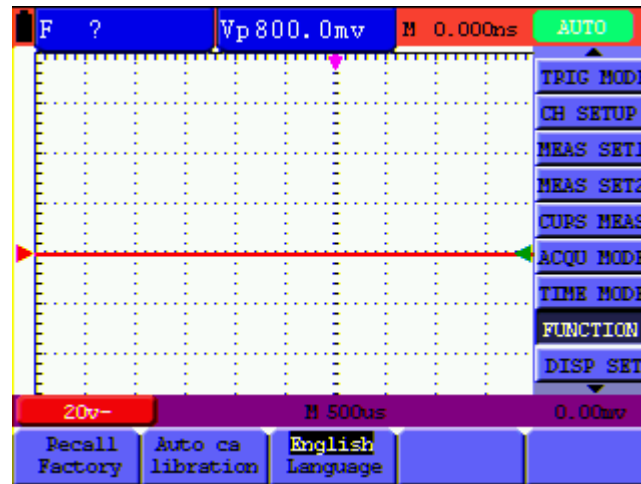 F ? Vp800.0mv M 0.000ns AUTO
TRIG MODE
CH SETUP
MEAS SET1
MEAS SET2
CURS MEAS
ACQU MODE
TIME MODE
FUNCTION
DISP SET
20v- M 500us 0.00mv
Recall Factory
Auto ca libration
English Language